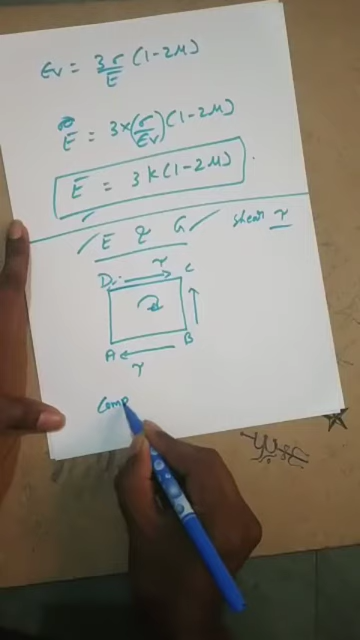 Ev = 3σ/E (1-2μ)
E = 3×(σ/Ev)(1-2μ)
E = 3K(1-2μ)
E & G
shear τ
τ
D C
A B
τ
Comp